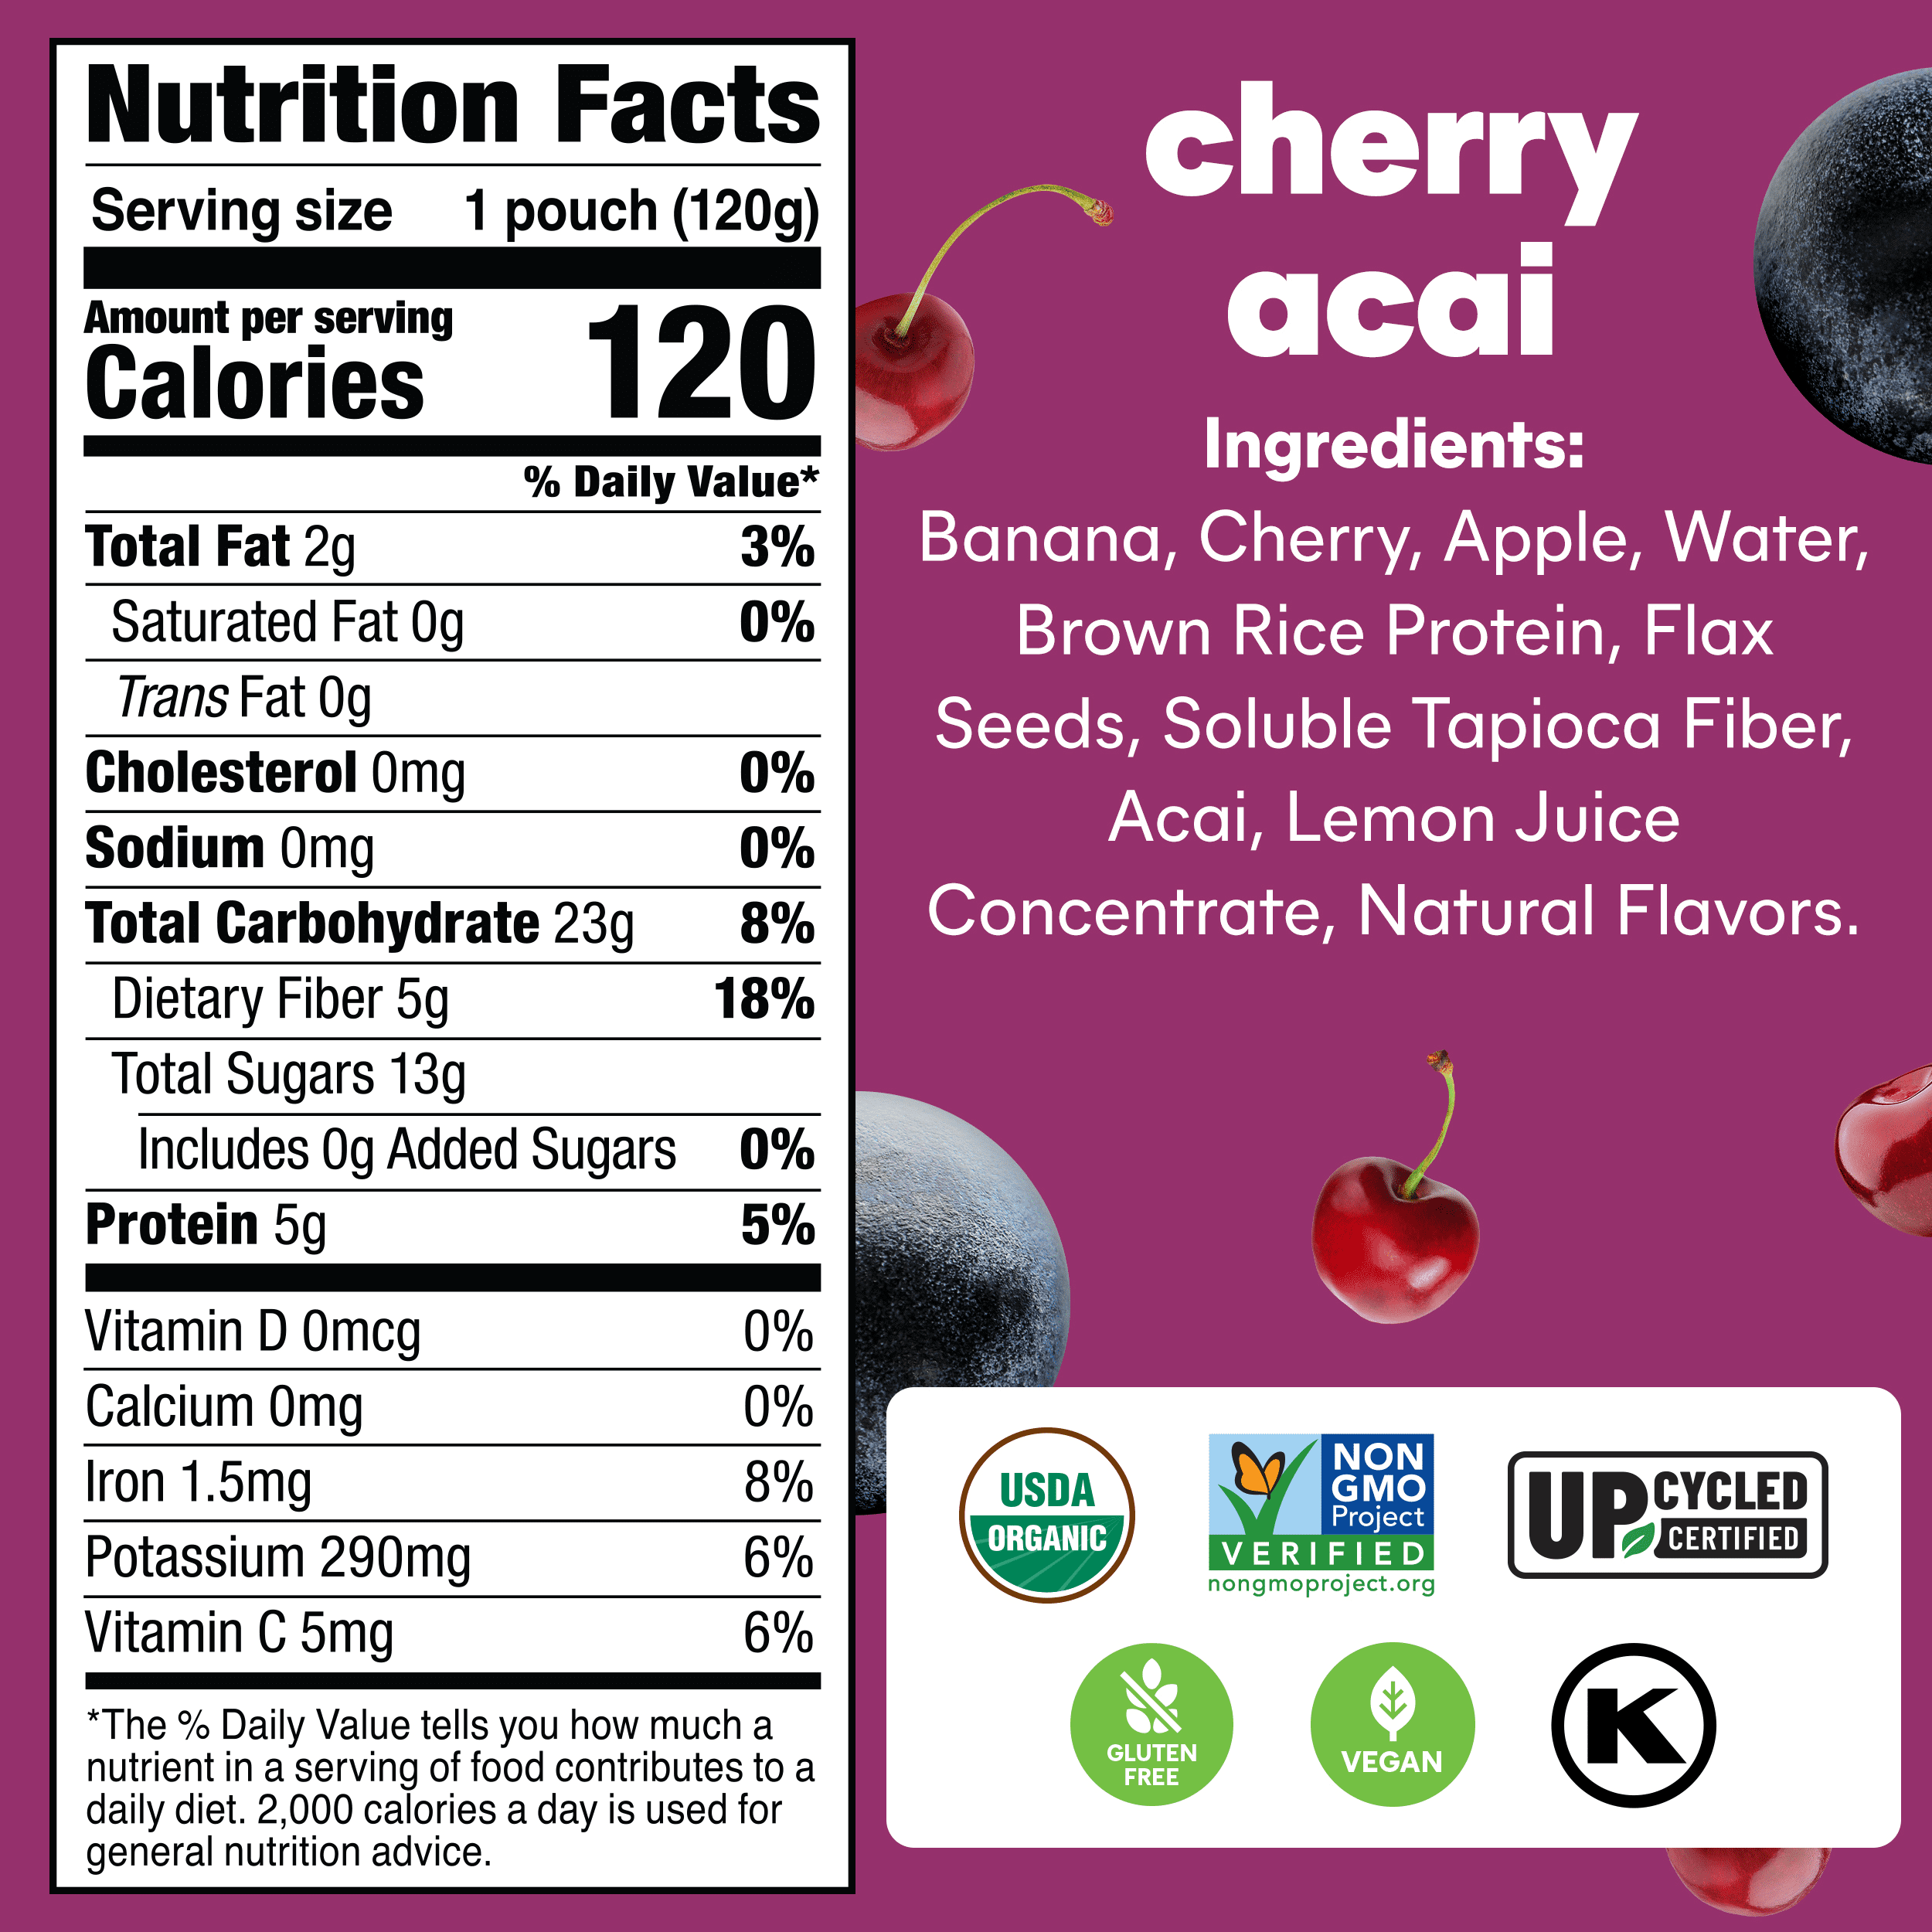 Nutrition Facts
Serving size 1 pouch (120g)
Amount per serving
Calories 120
% Daily Value*
Total Fat 2g 3%
Saturated Fat 0g 0%
Trans Fat 0g
Cholesterol 0mg 0%
Sodium 0mg 0%
Total Carbohydrate 23g 8%
Dietary Fiber 5g 18%
Total Sugars 13g
Includes 0g Added Sugars 0%
Protein 5g 5%
Vitamin D 0mcg 0%
Calcium 0mg 0%
Iron 1.5mg 8%
Potassium 290mg 6%
Vitamin C 5mg 6%
*The % Daily Value tells you how much a
nutrient in a serving of food contributes to a
daily diet. 2,000 calories a day is used for
general nutrition advice.
cherry
acai
Ingredients:
Banana, Cherry, Apple, Water,
Brown Rice Protein, Flax
Seeds, Soluble Tapioca Fiber,
Acai, Lemon Juice
Concentrate, Natural Flavors.
USDA
ORGANIC
NON
GMO
Project
VERIFIED
nongmoproject.org
UPCYCLED
CERTIFIED
GLUTEN
FREE
VEGAN
K